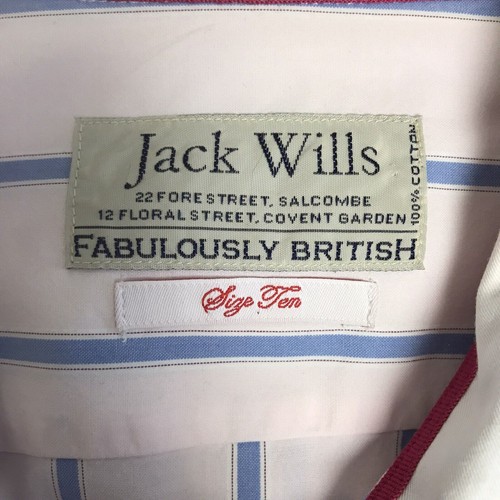 Jack Wills
22 FORE STREET, SALCOMBE
12 FLORAL STREET, COVENT GARDEN
100% COTTON
FABULOUSLY BRITISH
Size Ten